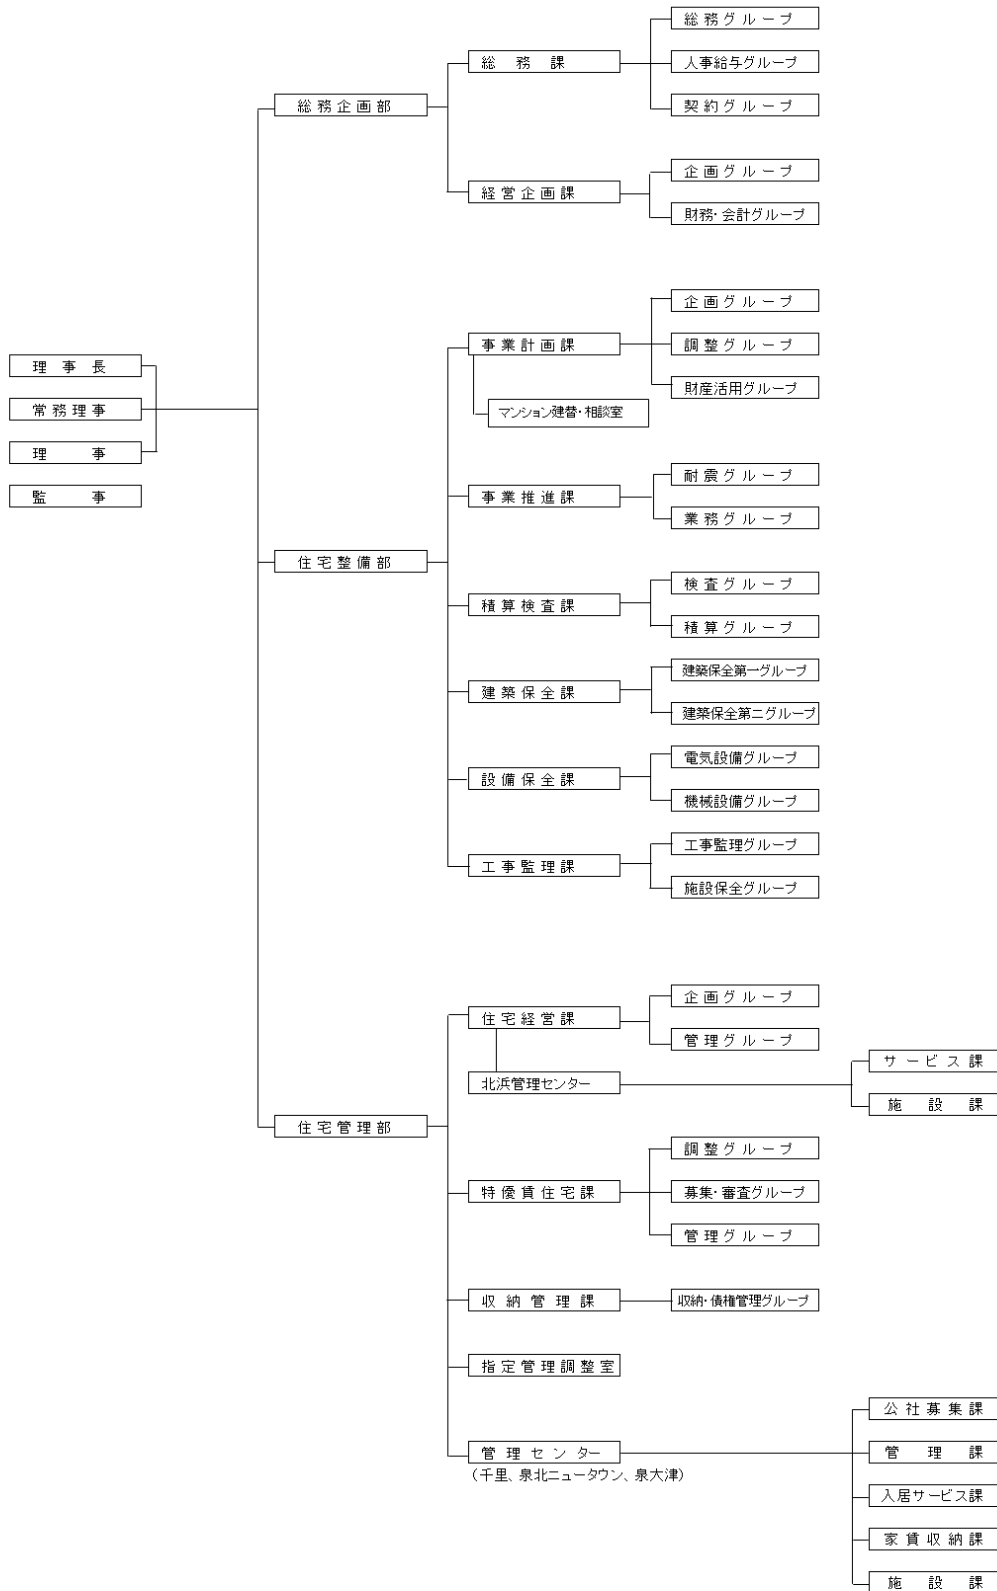 理事長
常務理事
理事
監事
総務企画部
総務課
総務グループ
人事給与グループ
契約グループ
経営企画課
企画グループ
財務・会計グループ
住宅整備部
事業計画課
企画グループ
調整グループ
財産活用グループ
マンション建替・相談室
事業推進課
耐震グループ
業務グループ
積算検査課
検査グループ
積算グループ
建築保全課
建築保全第一グループ
建築保全第二グループ
設備保全課
電気設備グループ
機械設備グループ
工事監理課
工事監理グループ
施設保全グループ
住宅管理部
住宅経営課
企画グループ
管理グループ
北浜管理センター
サービス課
施設課
特優賃住宅課
調整グループ
募集・審査グループ
管理グループ
収納管理課
収納・債権管理グループ
指定管理調整室
管理センター
（千里、泉北ニュータウン、泉大津）
公社募集課
管理課
入居サービス課
家賃収納課
施設課